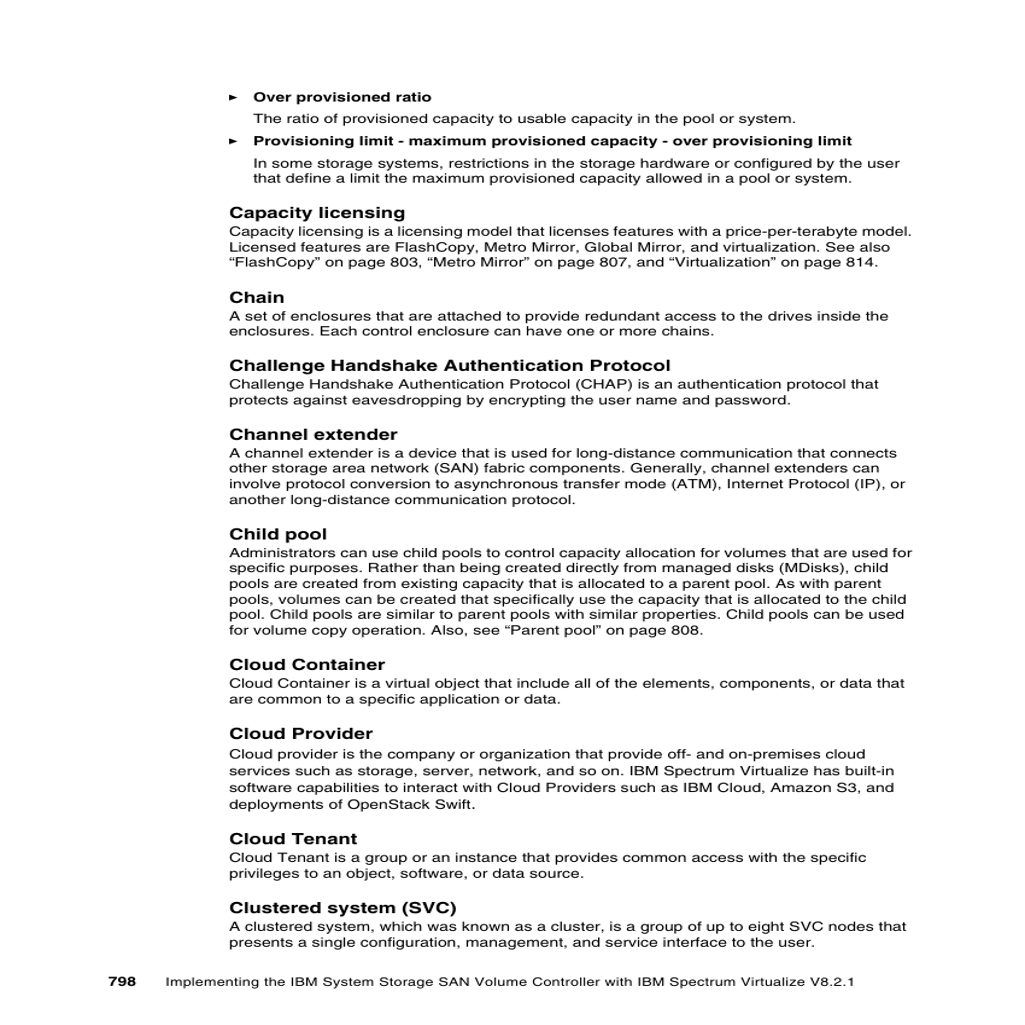 ► Over provisioned ratio
The ratio of provisioned capacity to usable capacity in the pool or system.
► Provisioning limit - maximum provisioned capacity - over provisioning limit
In some storage systems, restrictions in the storage hardware or configured by the user
that define a limit the maximum provisioned capacity allowed in a pool or system.
Capacity licensing
Capacity licensing is a licensing model that licenses features with a price-per-terabyte model.
Licensed features are FlashCopy, Metro Mirror, Global Mirror, and virtualization. See also
“FlashCopy” on page 803, “Metro Mirror” on page 807, and “Virtualization” on page 814.
Chain
A set of enclosures that are attached to provide redundant access to the drives inside the
enclosures. Each control enclosure can have one or more chains.
Challenge Handshake Authentication Protocol
Challenge Handshake Authentication Protocol (CHAP) is an authentication protocol that
protects against eavesdropping by encrypting the user name and password.
Channel extender
A channel extender is a device that is used for long-distance communication that connects
other storage area network (SAN) fabric components. Generally, channel extenders can
involve protocol conversion to asynchronous transfer mode (ATM), Internet Protocol (IP), or
another long-distance communication protocol.
Child pool
Administrators can use child pools to control capacity allocation for volumes that are used for
specific purposes. Rather than being created directly from managed disks (MDisks), child
pools are created from existing capacity that is allocated to a parent pool. As with parent
pools, volumes can be created that specifically use the capacity that is allocated to the child
pool. Child pools are similar to parent pools with similar properties. Child pools can be used
for volume copy operation. Also, see “Parent pool” on page 808.
Cloud Container
Cloud Container is a virtual object that include all of the elements, components, or data that
are common to a specific application or data.
Cloud Provider
Cloud provider is the company or organization that provide off- and on-premises cloud
services such as storage, server, network, and so on. IBM Spectrum Virtualize has built-in
software capabilities to interact with Cloud Providers such as IBM Cloud, Amazon S3, and
deployments of OpenStack Swift.
Cloud Tenant
Cloud Tenant is a group or an instance that provides common access with the specific
privileges to an object, software, or data source.
Clustered system (SVC)
A clustered system, which was known as a cluster, is a group of up to eight SVC nodes that
presents a single configuration, management, and service interface to the user.
798 Implementing the IBM System Storage SAN Volume Controller with IBM Spectrum Virtualize V8.2.1